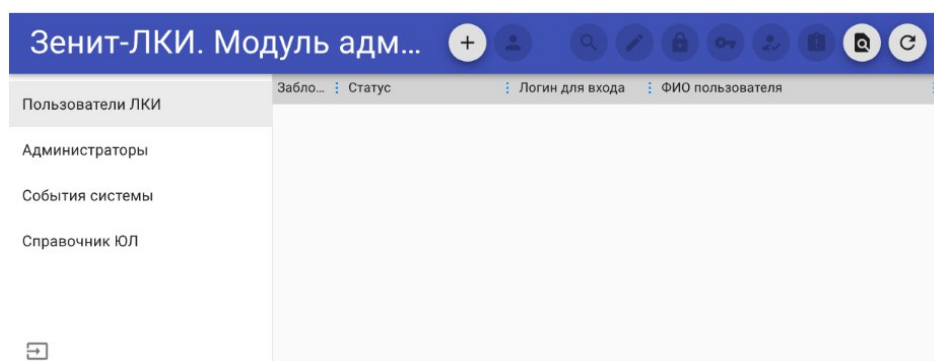 Зенит-ЛКИ. Модуль адм...
Забло... Статус Логин для входа ФИО пользователя
Пользователи ЛКИ
Администраторы
События системы
Справочник ЮЛ